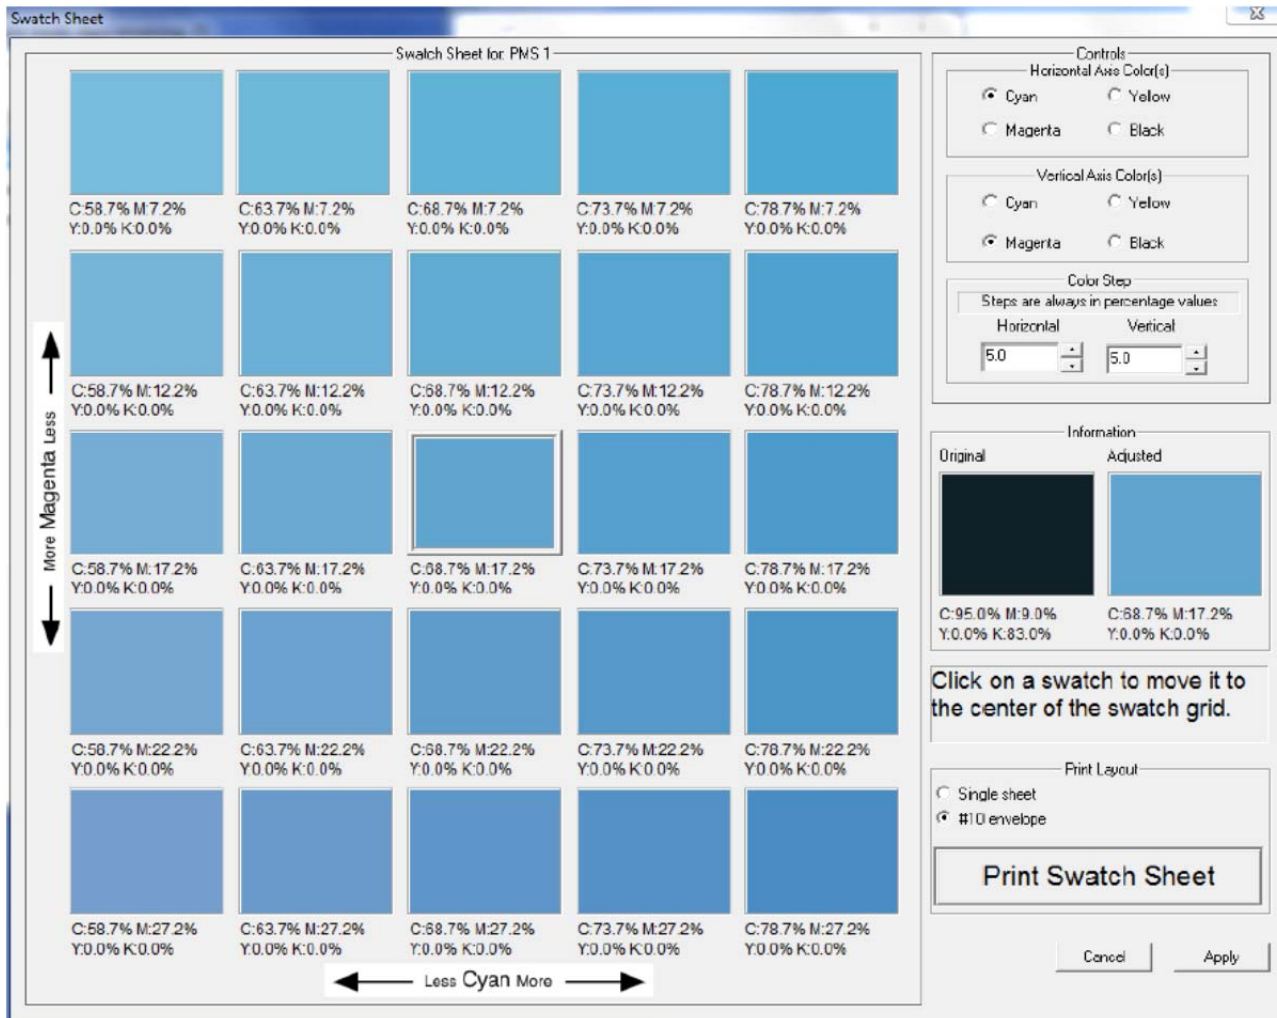 Swatch Sheet
Swatch Sheet for: PMS 1
C:58.7% M:7.2%
Y:0.0% K:0.0%
C:63.7% M:7.2%
Y:0.0% K:0.0%
C:68.7% M:7.2%
Y:0.0% K:0.0%
C:73.7% M:7.2%
Y:0.0% K:0.0%
C:78.7% M:7.2%
Y:0.0% K:0.0%
C:58.7% M:12.2%
Y:0.0% K:0.0%
C:63.7% M:12.2%
Y:0.0% K:0.0%
C:68.7% M:12.2%
Y:0.0% K:0.0%
C:73.7% M:12.2%
Y:0.0% K:0.0%
C:78.7% M:12.2%
Y:0.0% K:0.0%
C:58.7% M:17.2%
Y:0.0% K:0.0%
C:63.7% M:17.2%
Y:0.0% K:0.0%
C:68.7% M:17.2%
Y:0.0% K:0.0%
C:73.7% M:17.2%
Y:0.0% K:0.0%
C:78.7% M:17.2%
Y:0.0% K:0.0%
C:58.7% M:22.2%
Y:0.0% K:0.0%
C:63.7% M:22.2%
Y:0.0% K:0.0%
C:68.7% M:22.2%
Y:0.0% K:0.0%
C:73.7% M:22.2%
Y:0.0% K:0.0%
C:78.7% M:22.2%
Y:0.0% K:0.0%
C:58.7% M:27.2%
Y:0.0% K:0.0%
C:63.7% M:27.2%
Y:0.0% K:0.0%
C:68.7% M:27.2%
Y:0.0% K:0.0%
C:73.7% M:27.2%
Y:0.0% K:0.0%
C:78.7% M:27.2%
Y:0.0% K:0.0%
More Magenta Less
Less Cyan More
Controls
Horizontal Axis Color(s)
Cyan
Yellow
Magenta
Black
Vertical Axis Color(s)
Cyan
Yellow
Magenta
Black
Color Step
Steps are always in percentage values
Horizontal
Vertical
5.0
5.0
Information
Original
Adjusted
C:95.0% M:9.0%
Y:0.0% K:83.0%
C:68.7% M:17.2%
Y:0.0% K:0.0%
Click on a swatch to move it to
the center of the swatch grid.
Print Layout
Single sheet
#10 envelope
Print Swatch Sheet
Cancel
Apply